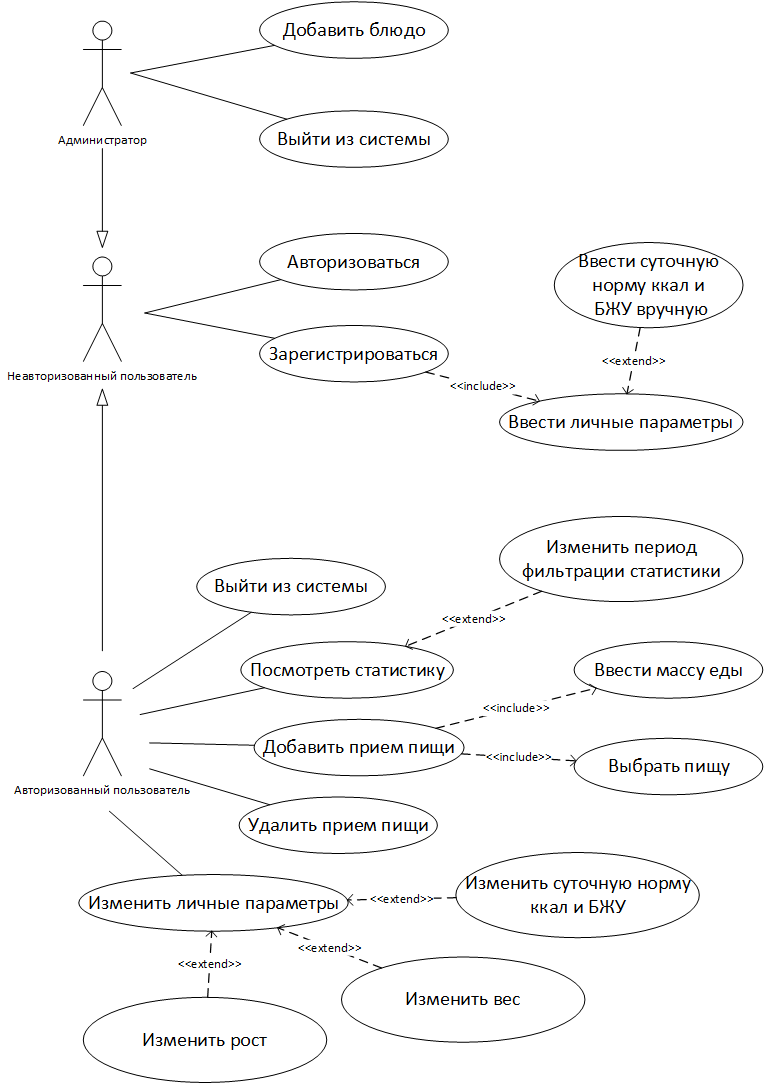 Добавить блюдо
Выйти из системы
Администратор
Авторизоваться
Зарегистрироваться
Неавторизованный пользователь
Ввести суточную
норму ккал и
БЖУ вручную
<<extend>>
<<include>>
Ввести личные параметры
Изменить период
фильтрации статистики
Выйти из системы
<<extend>>
Посмотреть статистику
Ввести массу еды
<<include>>
Добавить прием пищи
<<include>>
Выбрать пищу
Авторизованный пользователь
Удалить прием пищи
Изменить личные параметры
<<extend>>
Изменить суточную норму
ккал и БЖУ
<<extend>>
<<extend>>
Изменить вес
Изменить рост